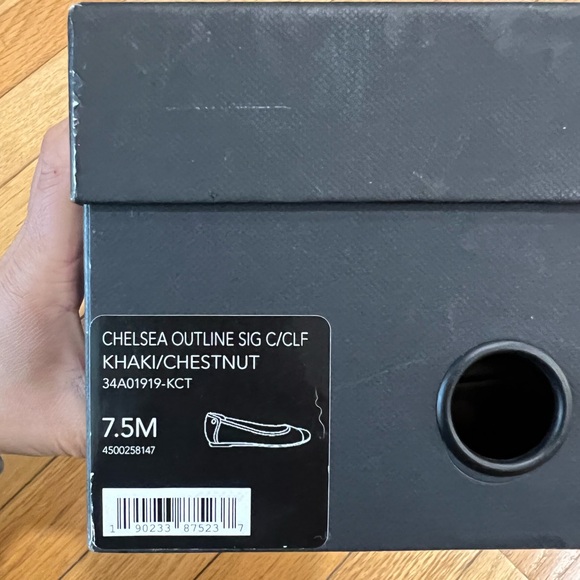 CHELSEA OUTLINE SIG C/CLF
KHAKI/CHESTNUT
34A01919-KCT
7.5M
4500258147
1 90233 87523 7